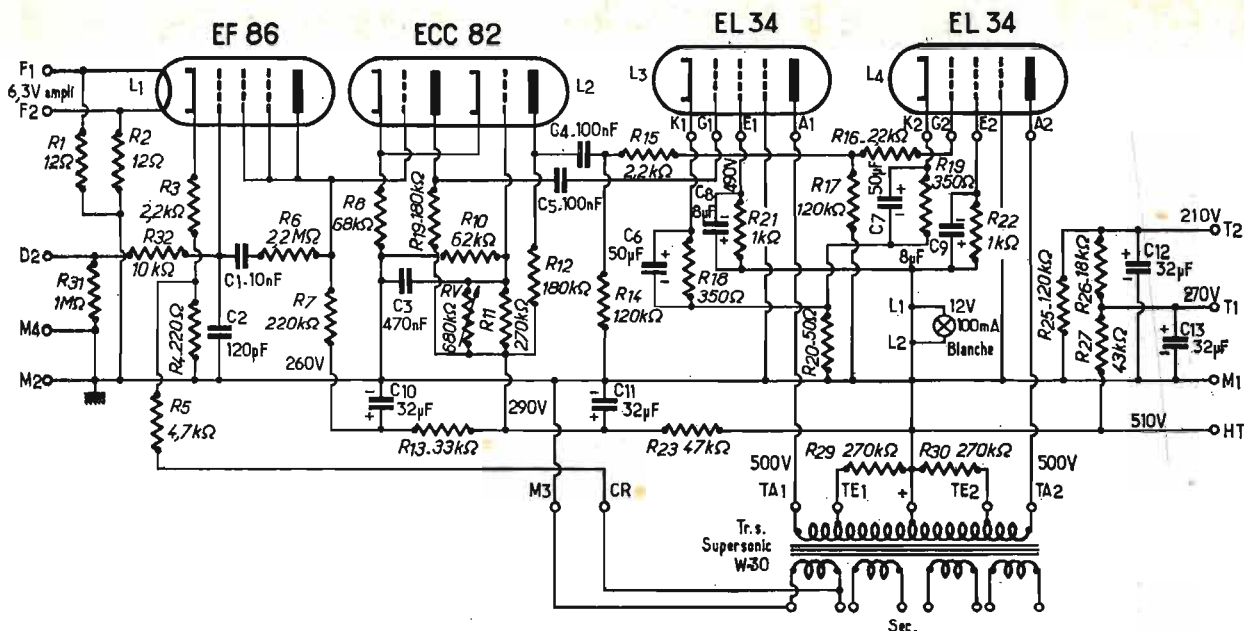 EF 86
ECC 82
EL 34
EL 34
F1
6,3V ampli
F2
L1
L2
L3
L4
R1
12Ω
R2
12Ω
R3
2,2kΩ
R32
10 kΩ
D2
R31
1MΩ
M4
M2
R4-220Ω
R5
4,7kΩ
C1-10nF
R6
22MΩ
C2
120pF
R7
220kΩ
260V
R8
68kΩ
R9-180kΩ
R10
62kΩ
C3
470nF
RV
680kΩ
R11
270kΩ
R12
180kΩ
C4-100nF
C5-100nF
R15
2,2kΩ
R14
120kΩ
C10
32µF
290V
R13-33kΩ
C11
32µF
R23 47kΩ
K1
G1
E1
A1
490V
C6
50µF
R18
350Ω
C8
8µF
R21
1kΩ
R16-22kΩ
R17
120kΩ
K2
G2
E2
A2
50µF
C7
R19
350Ω
C9
8µF
R22
1kΩ
R20-50Ω
L1
L2
12V
100mA
Blanche
210V
T2
R25-120kΩ
R26-18kΩ
C12
32µF
270V
T1
R27
43kΩ
C13
32µF
M1
510V
HT
500V
R29 270kΩ
R30 270kΩ
500V
M3
CR
TA1
TE1
+
TE2
TA2
Tr.s.
Supersonic
W-30
Sec.